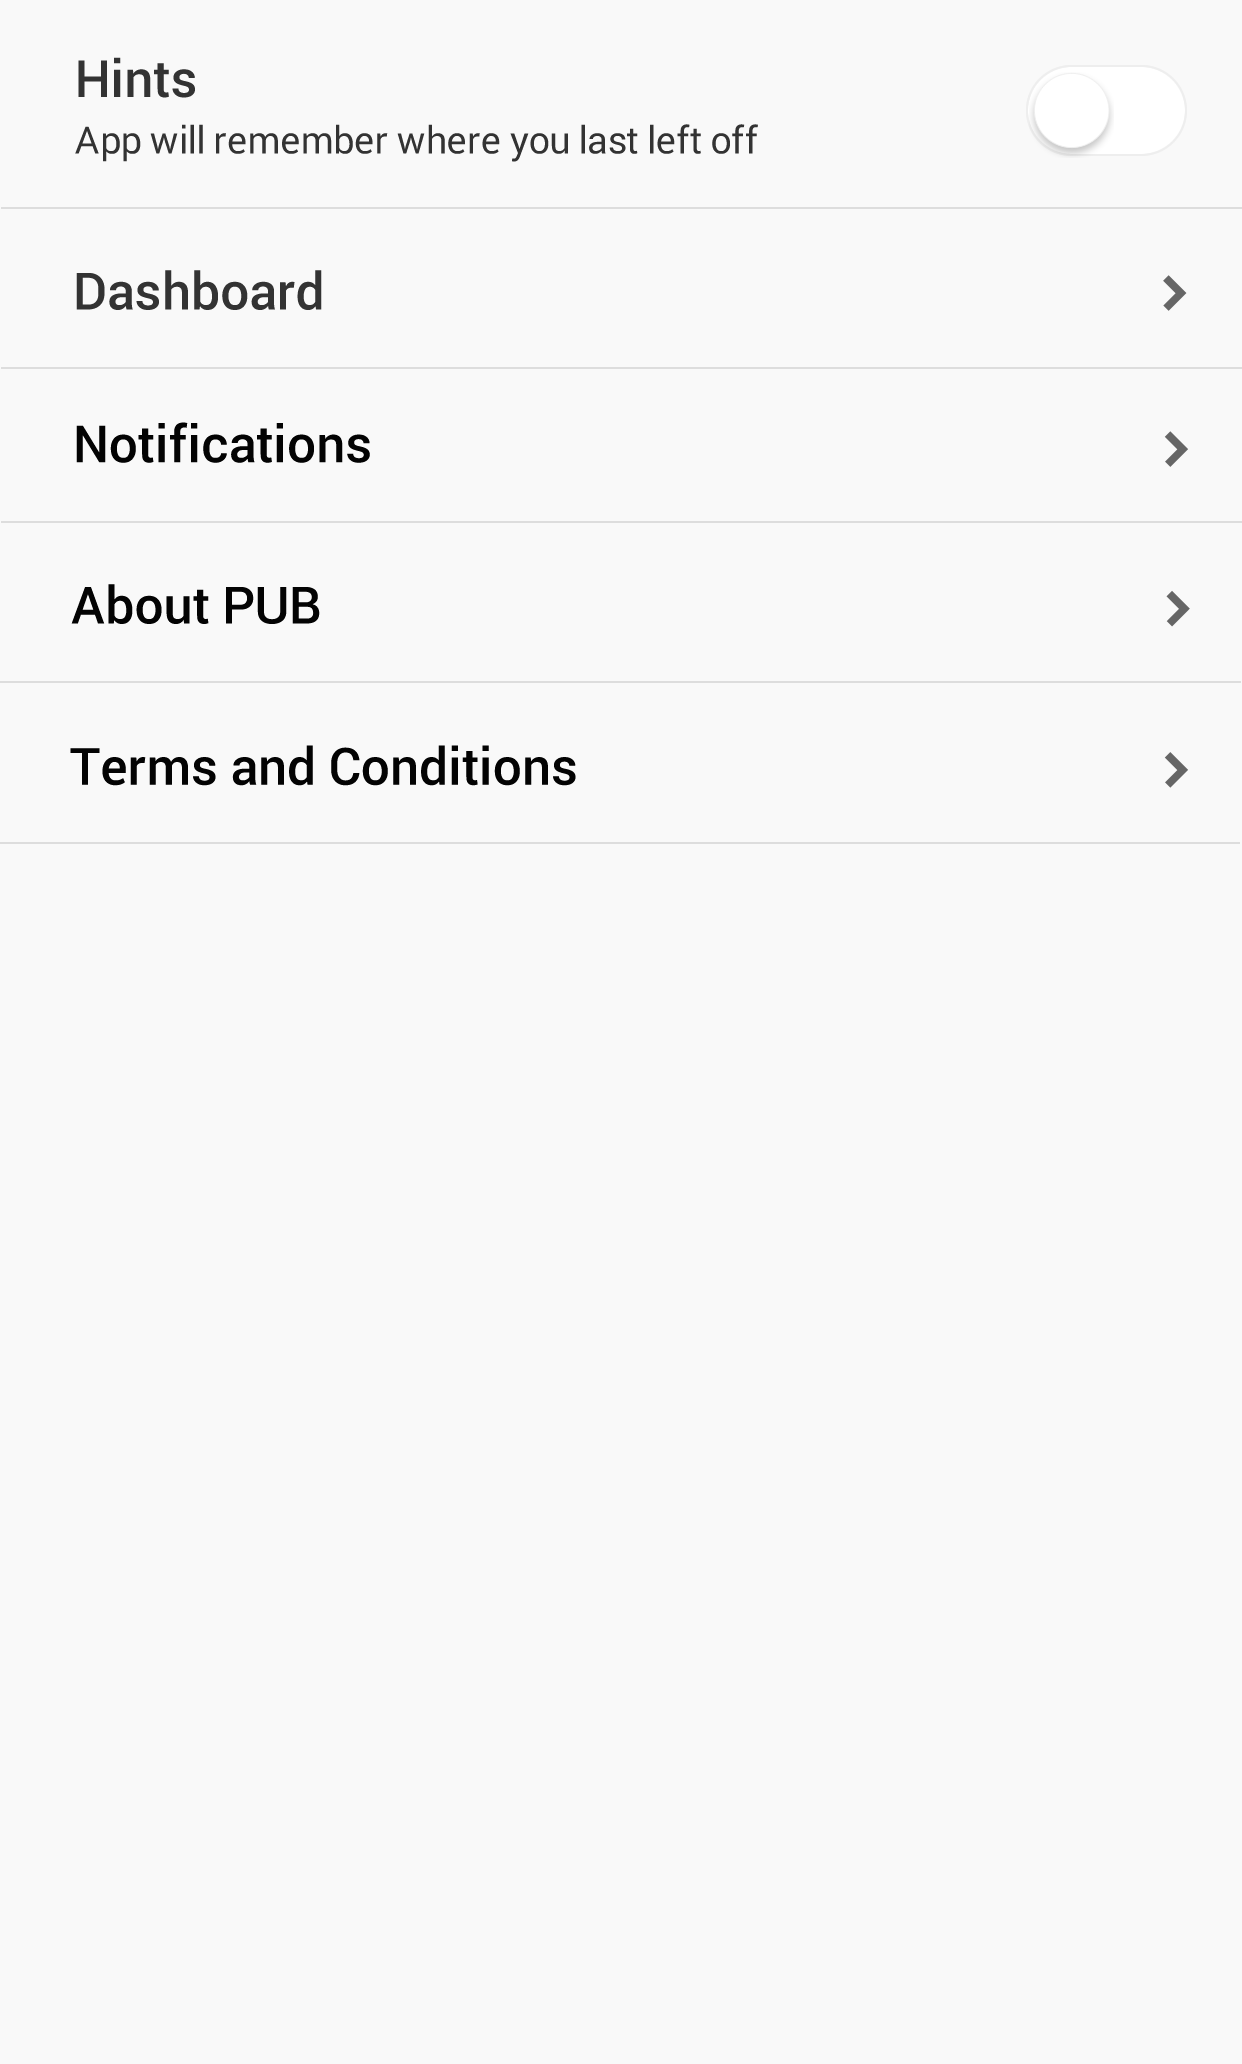 Hints
App will remember where you last left off
Dashboard
Notifications
About PUB
Terms and Conditions